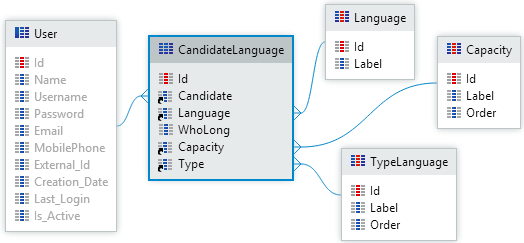 User
Id
Name
Username
Password
Email
MobilePhone
External_Id
Creation_Date
Last_Login
Is_Active
CandidateLanguage
Id
Candidate
Language
WhoLong
Capacity
Type
Language
Id
Label
Capacity
Id
Label
Order
TypeLanguage
Id
Label
Order